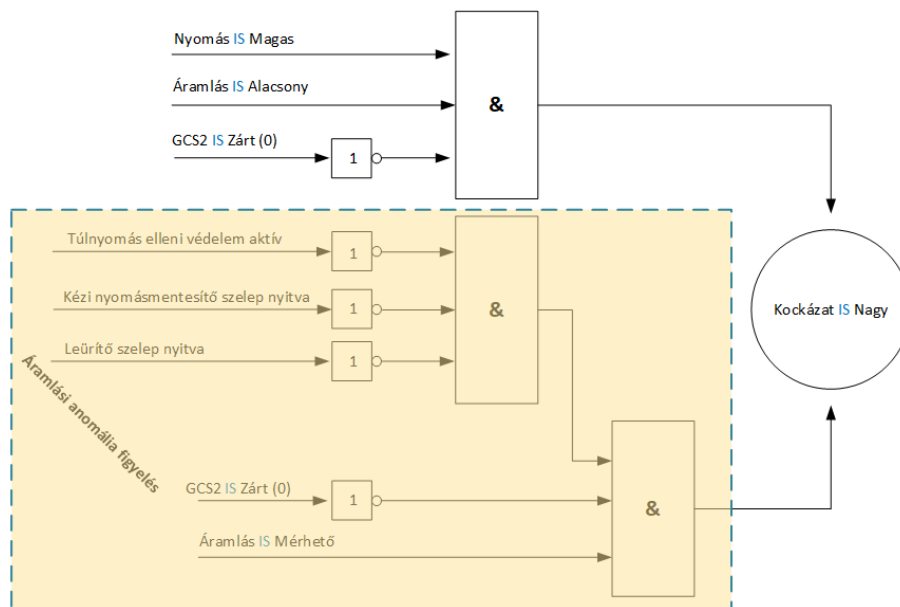 Nyomás IS Magas
Áramlás IS Alacsony
GCS2 IS Zárt (0)
1
&
Túlnyomás elleni védelem aktív
1
Kézi nyomásmentesítő szelep nyitva
1
Leürítő szelep nyitva
1
&
Kockázat IS Nagy
Áramlási anomália figyelés
GCS2 IS Zárt (0)
1
Áramlás IS Mérhető
&